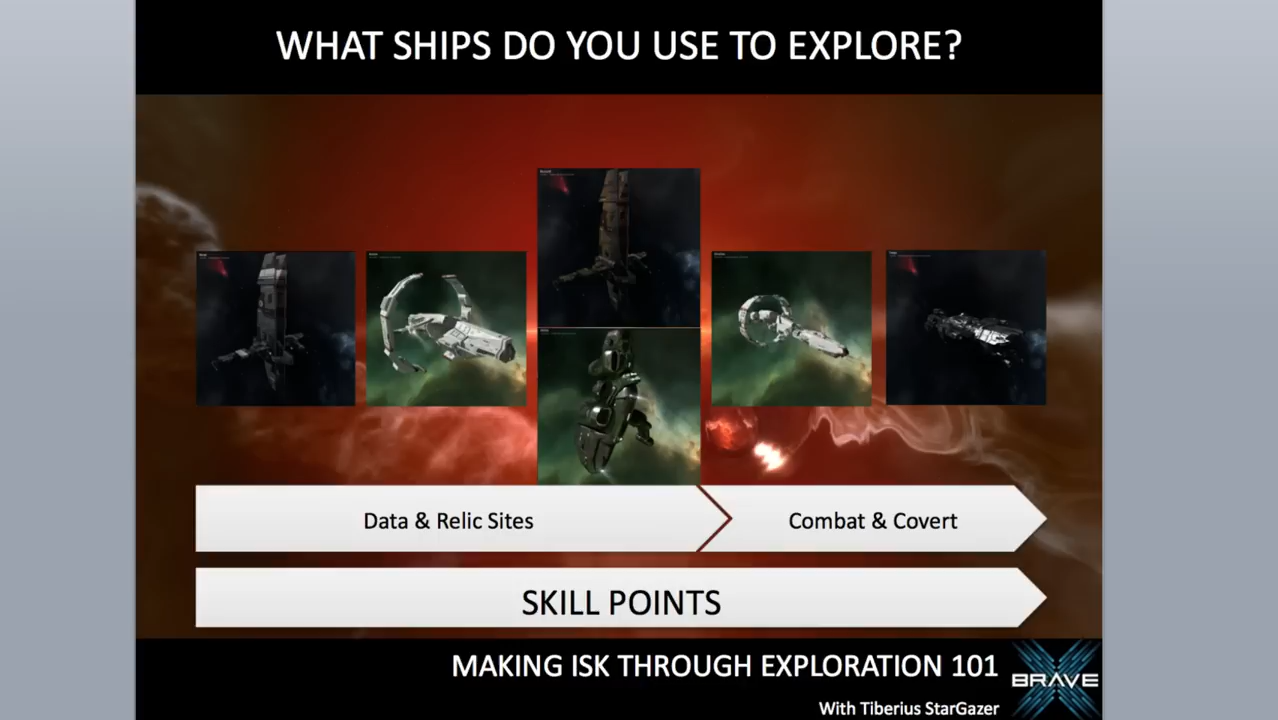 WHAT SHIPS DO YOU USE TO EXPLORE?
Data & Relic Sites
Combat & Covert
SKILL POINTS
MAKING ISK THROUGH EXPLORATION 101
BRAVE
With Tiberius StarGazer